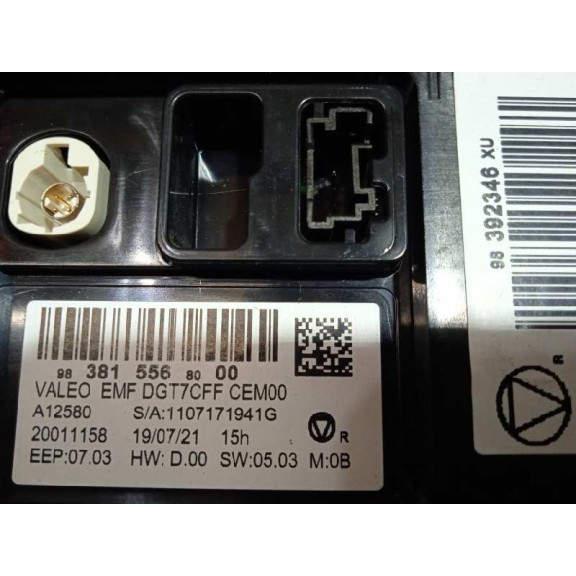 98 381 556 80 00
VALEO EMF DGT7CFF CEM00
A12580 S/A:1107171941G
20011158 19/07/21 15h R
EEP:07.03 HW: D.00 SW:05.03 M:0B
98 392346 XU
R